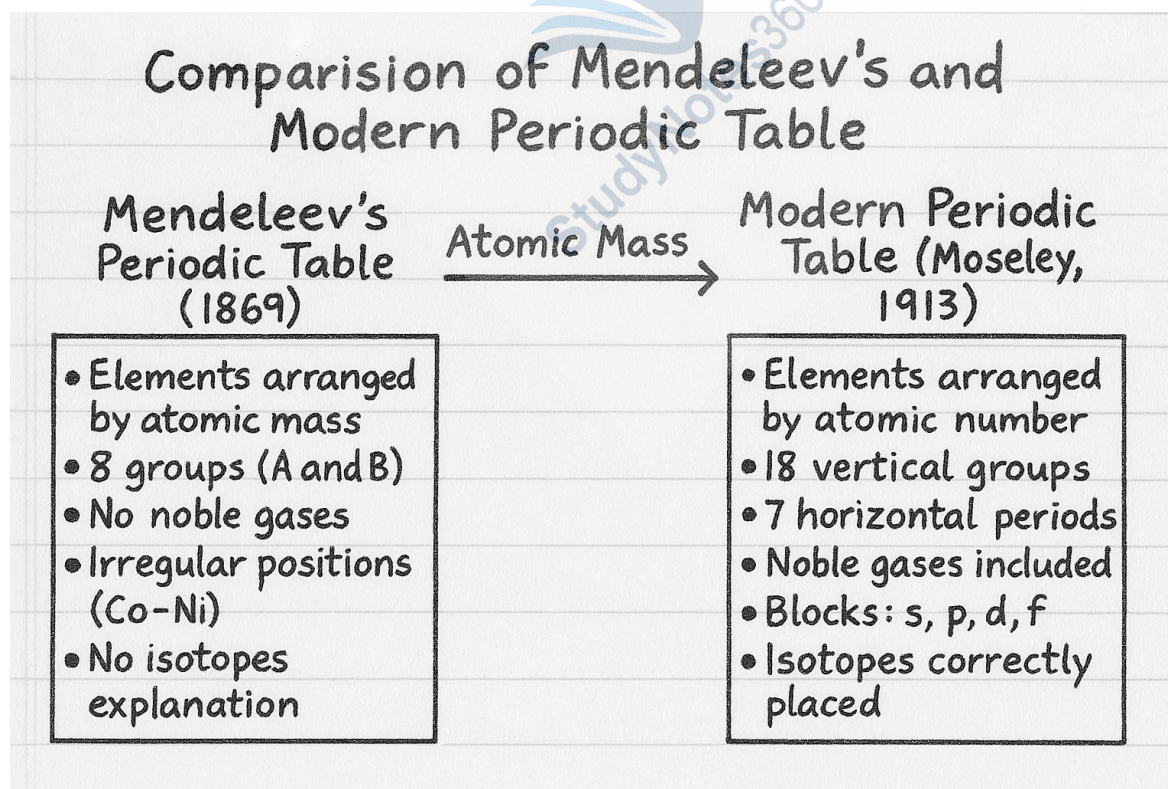 Comparision of Mendeleev's and
Modern Periodic Table
Mendeleev's
Periodic Table
(1869)
Atomic Mass
Modern Periodic
Table (Moseley,
1913)
• Elements arranged
by atomic mass
• 8 groups (A and B)
• No noble gases
• Irregular positions
(Co-Ni)
• No isotopes
explanation
• Elements arranged
by atomic number
• 18 vertical groups
• 7 horizontal periods
• Noble gases included
• Blocks: s, p, d, f
• Isotopes correctly
placed
StudyNotes360